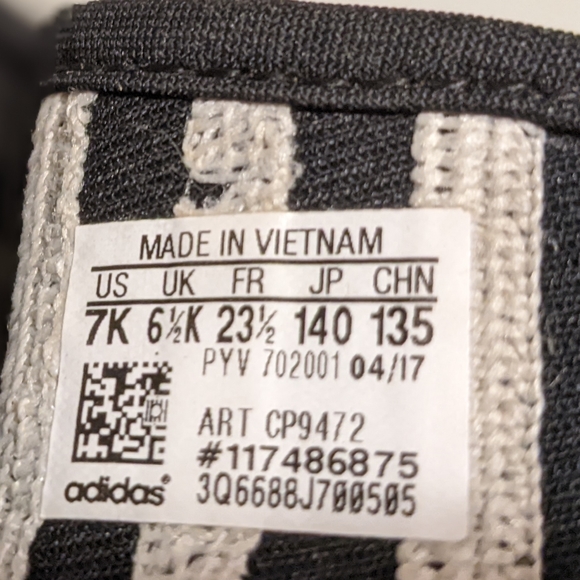 MADE IN VIETNAM
US UK FR JP CHN
7K 6½K 23½ 140 135
PYV 702001 04/17
ART CP9472
#117486875
adidas® 3Q6688J700505